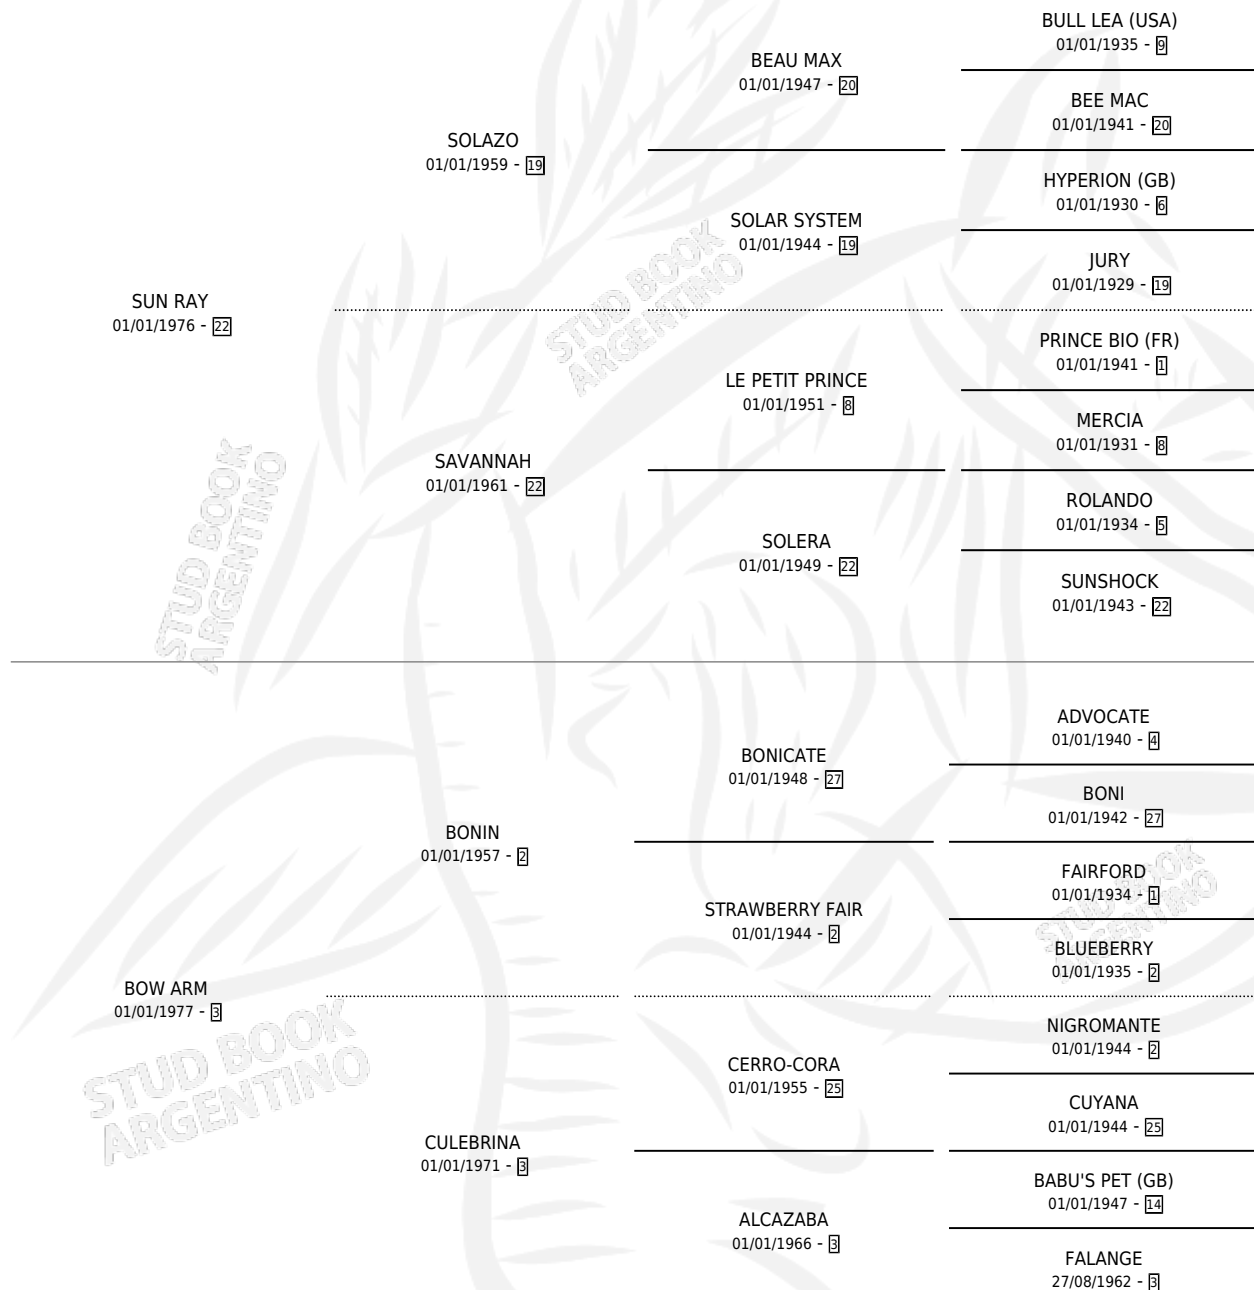 BULL LEA (USA)
01/01/1935 - 9
BEAU MAX
01/01/1947 - 20
BEE MAC
01/01/1941 - 20
SOLAZO
01/01/1959 - 19
HYPERION (GB)
01/01/1930 - 6
SOLAR SYSTEM
01/01/1944 - 19
JURY
01/01/1929 - 19
SUN RAY
01/01/1976 - 22
PRINCE BIO (FR)
01/01/1941 - 1
LE PETIT PRINCE
01/01/1951 - 8
MERCIA
01/01/1931 - 8
SAVANNAH
01/01/1961 - 22
ROLANDO
01/01/1934 - 5
SOLERA
01/01/1949 - 22
SUNSHOCK
01/01/1943 - 22
STUD BOOK
ARGENTINO
STUD BOOK
ARGENTINO
ADVOCATE
01/01/1940 - 4
BONICATE
01/01/1948 - 27
BONI
01/01/1942 - 27
BONIN
01/01/1957 - 2
FAIRFORD
01/01/1934 - 1
STRAWBERRY FAIR
01/01/1944 - 2
BLUEBERRY
01/01/1935 - 2
STUD BOOK
ARGENTINO
BOW ARM
01/01/1977 - 3
NIGROMANTE
01/01/1944 - 2
CERRO-CORA
01/01/1955 - 25
CUYANA
01/01/1944 - 25
STUD BOOK
ARGENTINO
CULEBRINA
01/01/1971 - 3
BABU'S PET (GB)
01/01/1947 - 14
ALCAZABA
01/01/1966 - 3
FALANGE
27/08/1962 - 3